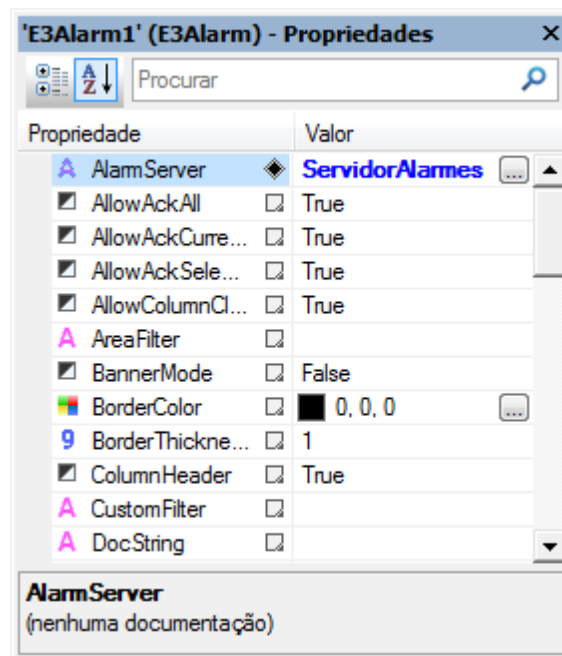 'E3Alarm1' (E3Alarm) - Propriedades
Procurar
Propriedade Valor
AlarmServer ServidorAlarmes ...
AllowAckAll True
AllowAckCurre... True
AllowAckSele... True
AllowColumnCl... True
AreaFilter
BannerMode False
BorderColor 0, 0, 0 ...
BorderThickne... 1
ColumnHeader True
CustomFilter
DocString
AlarmServer
(nenhuma documentação)